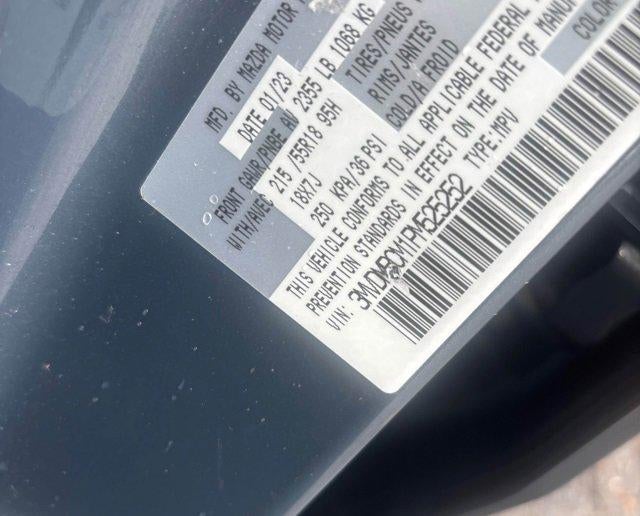 MFD. BY MAZDA MOTOR
DATE 01/23
FRONT GAWR/PNBE AV 2355 LB 1068 KG
WITH/AVEC 215 /55R18 95H TIRES/PNEUS
18X7J RIMS/JANTES
250 KPA/36 PSI COLD/A FROID
THIS VEHICLE CONFORMS TO ALL APPLICABLE FEDERAL
PREVENTION STANDARDS IN EFFECT ON THE DATE OF MANUF
VIN: TYPE: MPV
COLOR